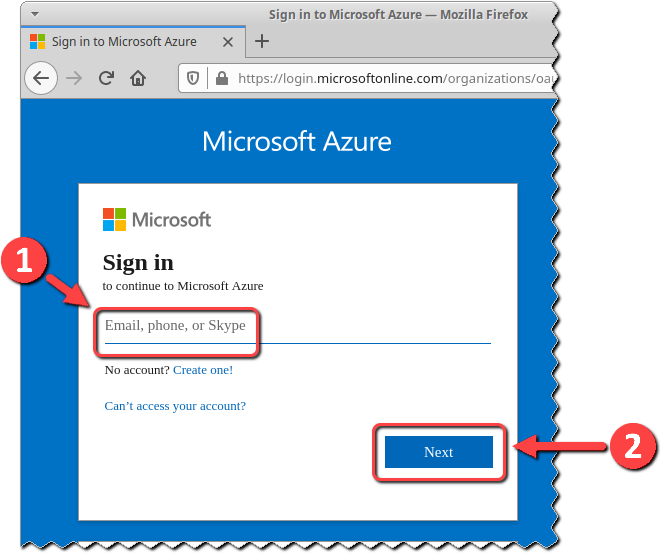 Sign in to Microsoft Azure — Mozilla Firefox
Sign in to Microsoft Azure
https://login.microsoftonline.com/organizations/oau
Microsoft Azure
Microsoft
Sign in
to continue to Microsoft Azure
1
Email, phone, or Skype
No account? Create one!
Can’t access your account?
Next
2